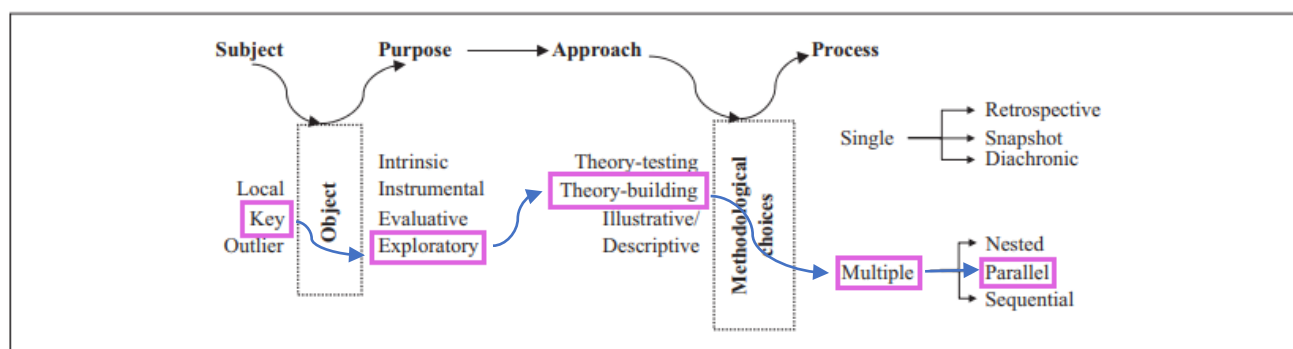 Subject
Purpose
Approach
Process
Local
Key
Outlier
Object
Intrinsic
Instrumental
Evaluative
Exploratory
Theory-testing
Theory-building
Illustrative/
Descriptive
Methodological
choices
Single
Retrospective
Snapshot
Diachronic
Multiple
Nested
Parallel
Sequential